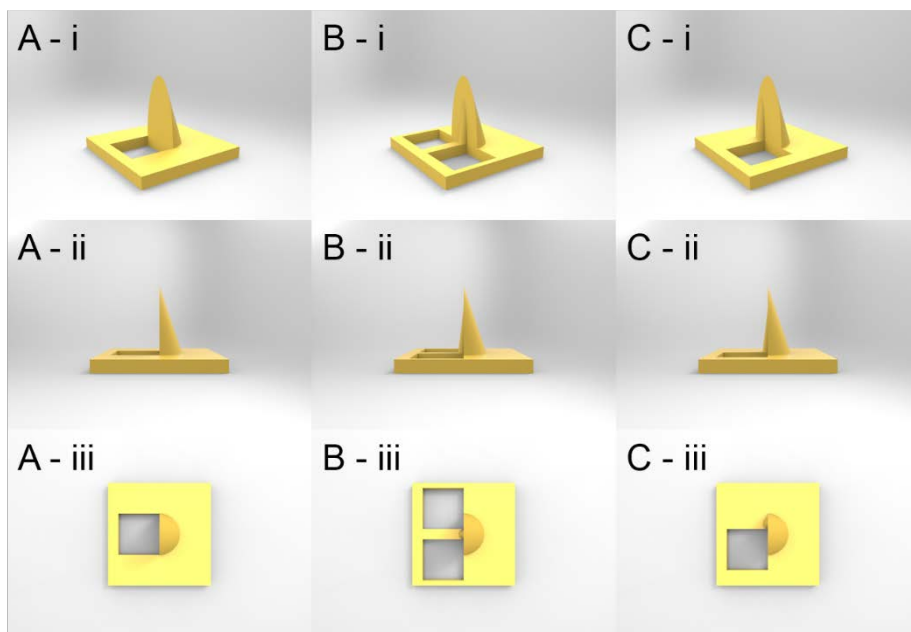 A - i
B - i
C - i
A - ii
B - ii
C - ii
A - iii
B - iii
C - iii